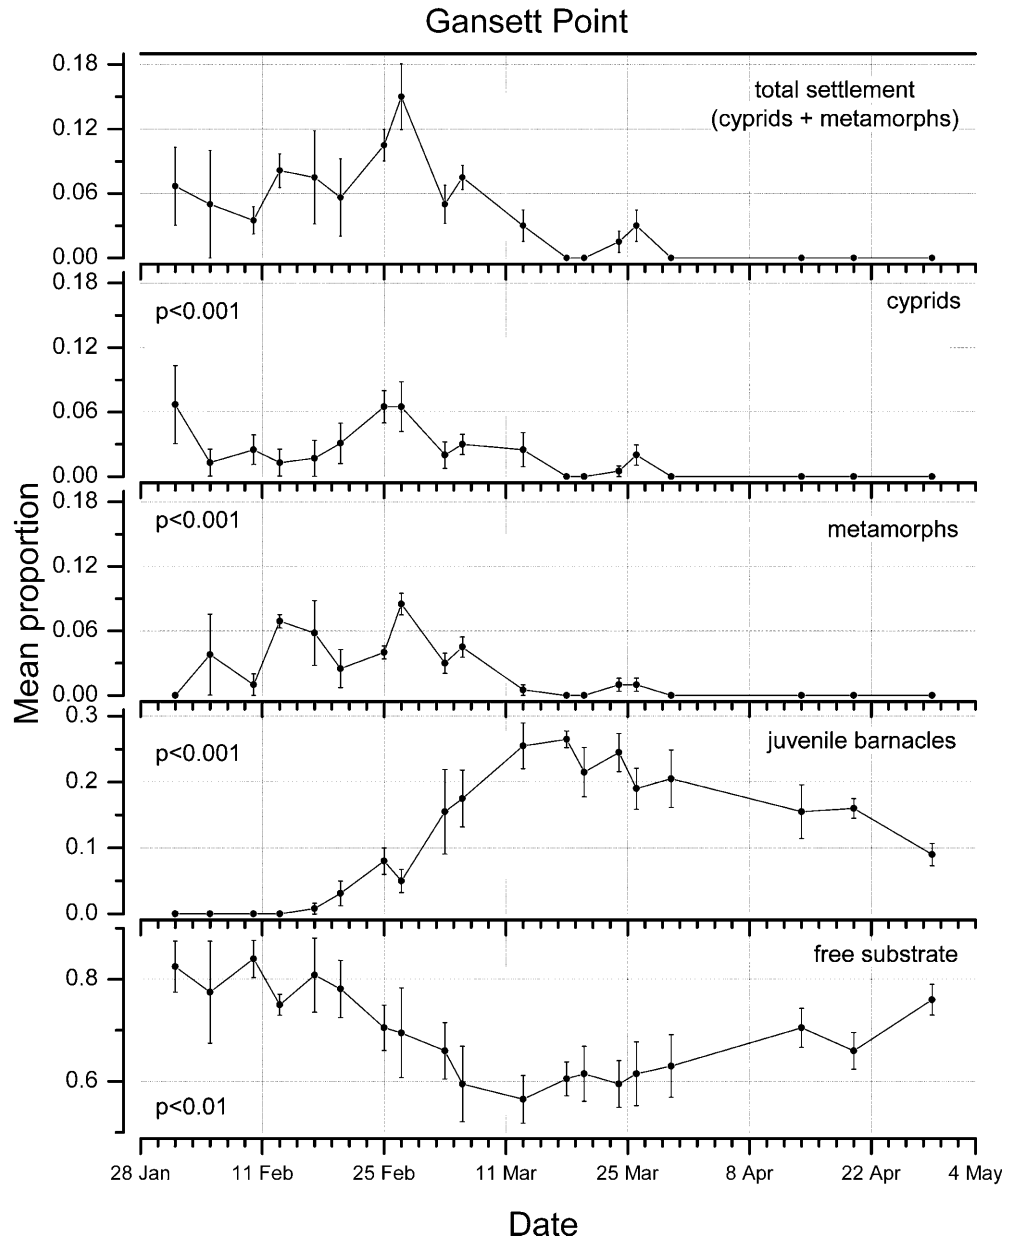 Gansett Point
0.18
total settlement
(cyprids + metamorphs)
0.12
0.06
0.00
0.18
cyprids
p<0.001
0.12
0.06
0.00
0.18
p<0.001
metamorphs
0.12
0.06
0.00
Mean proportion
0.3
juvenile barnacles
p<0.001
0.2
0.1
0.0
free substrate
0.8
0.6
p<0.01
28 Jan 11 Feb 25 Feb 11 Mar 25 Mar 8 Apr 22 Apr 4 May
Date